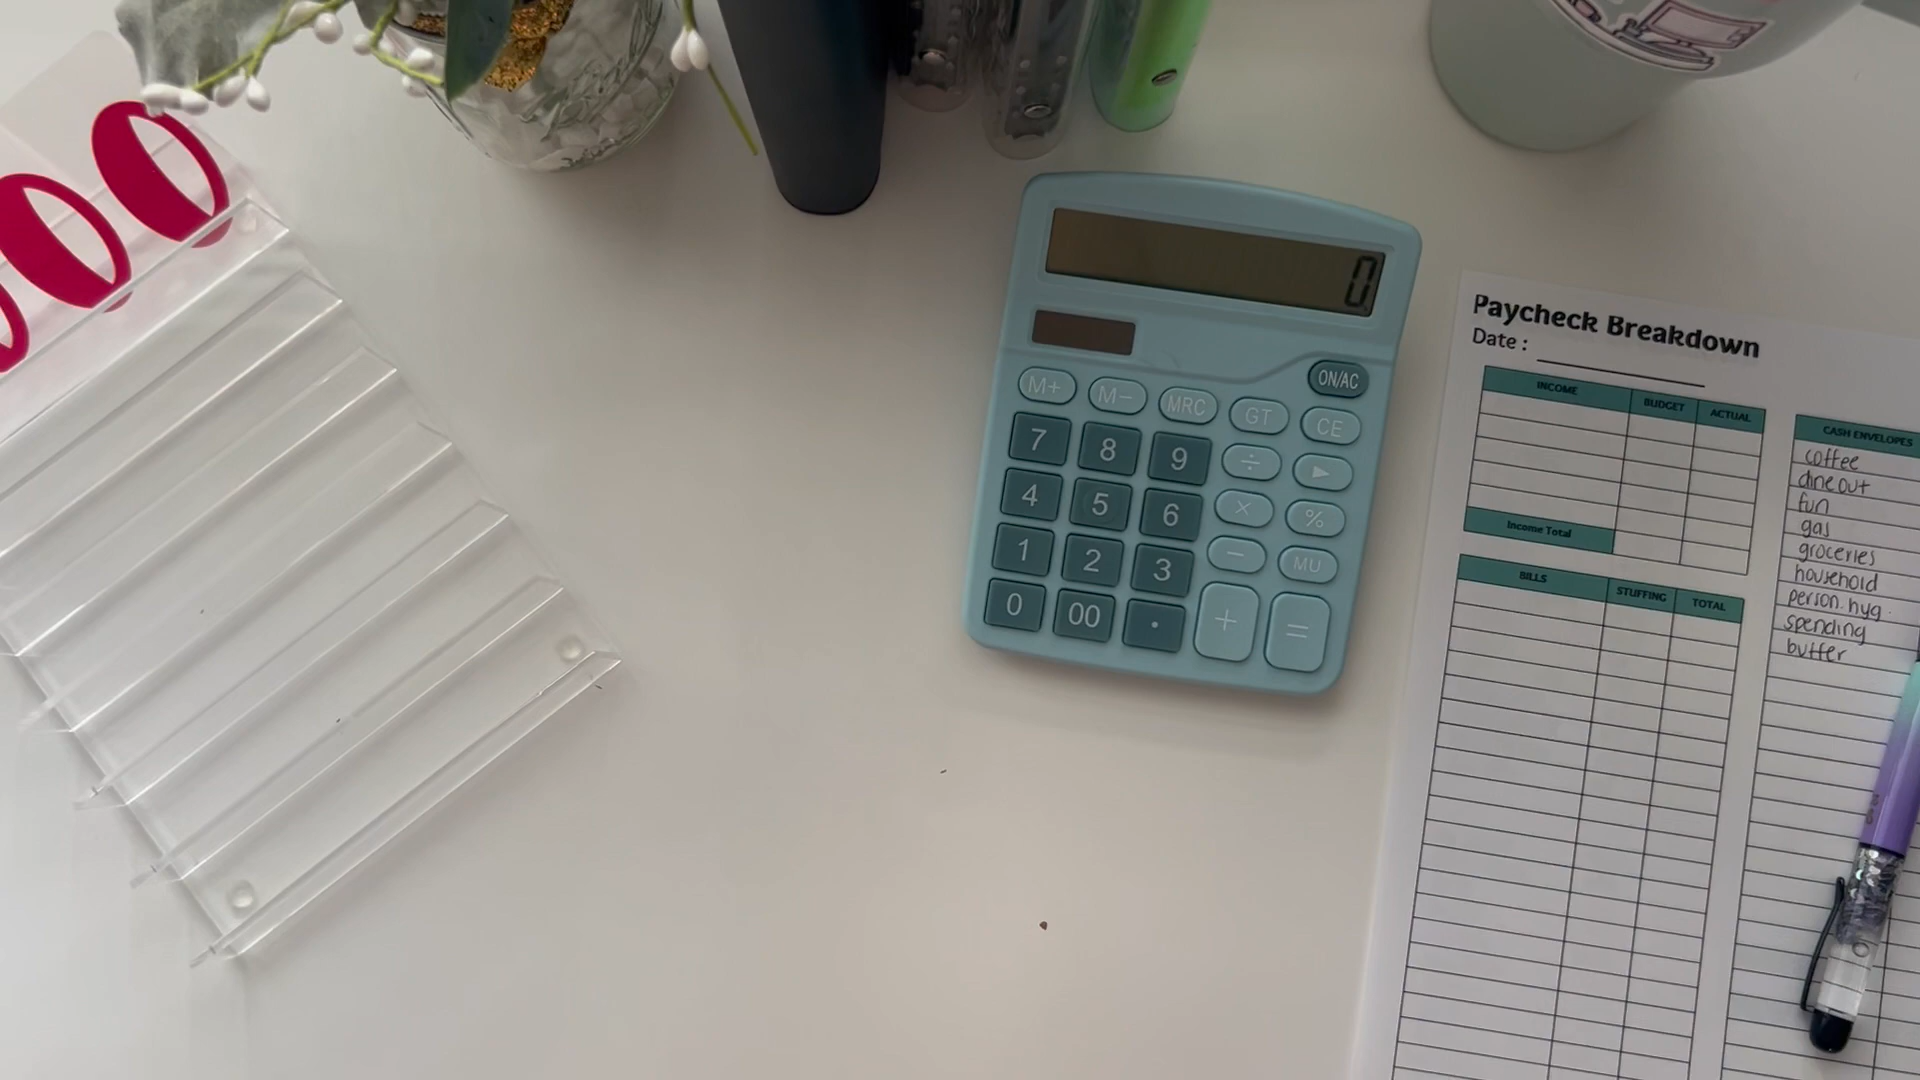 0
M+ M− MRC GT ON/AC
CE
7 8 9 ÷ ▶
4 5 6 × %
1 2 3 − MU
0 00 . + =
Paycheck Breakdown
Date : 
INCOME BUDGET ACTUAL
Income Total
BILLS STUFFING TOTAL
CASH ENVELOPES
coffee
dine out
fun
gas
groceries
household
person. hyg.
spending
buffer